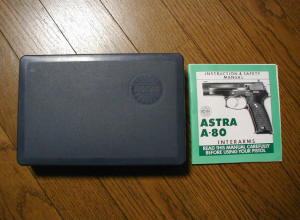 INSTRUCTION & SAFETY
MANUAL
ASTRA
A-80
INTERARMS
READ THIS MANUAL CAREFULLY
BEFORE USING YOUR PISTOL